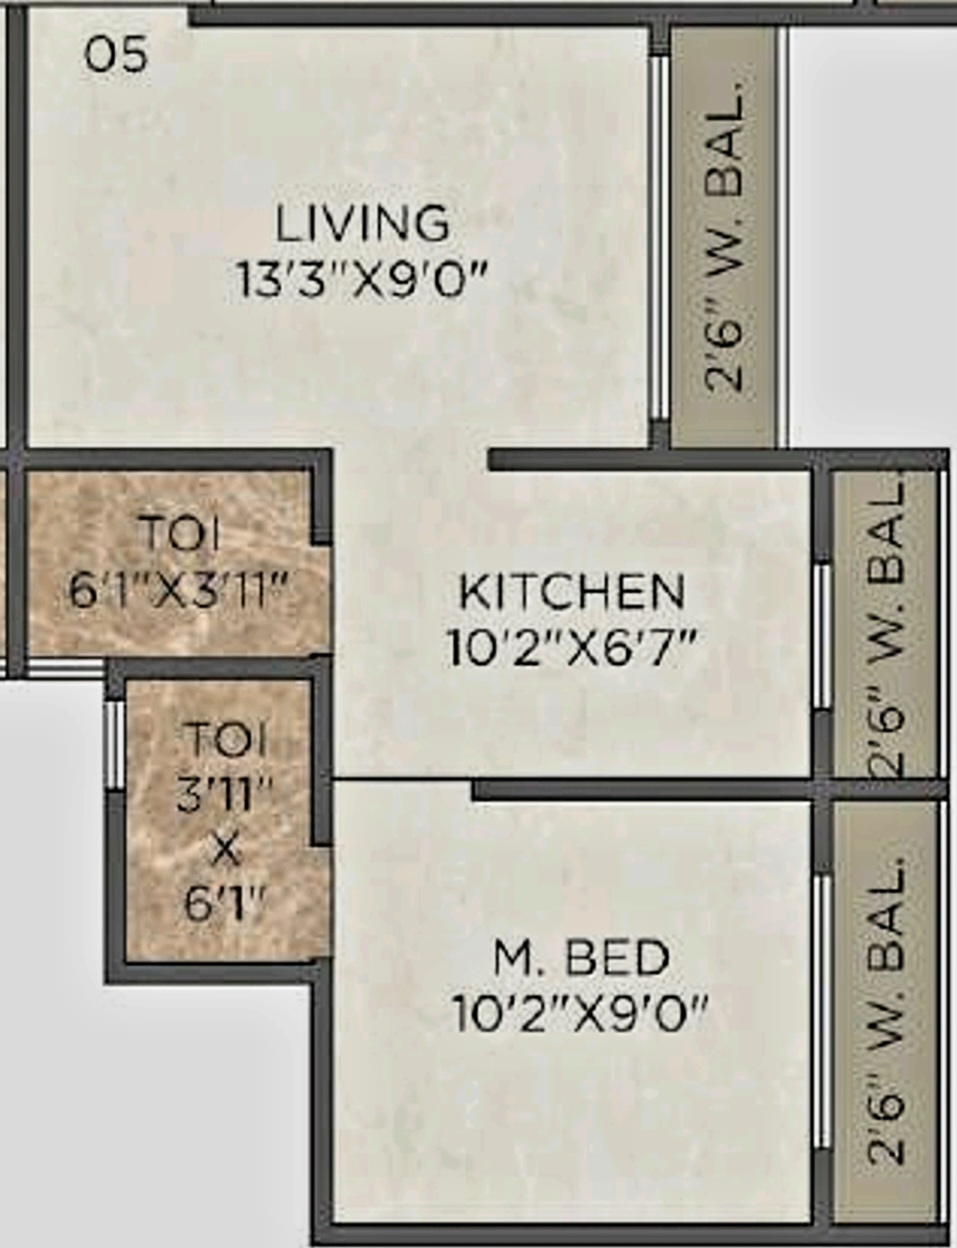 05
LIVING
13'3"X9'0"
2'6" W. BAL.
TOI
6'1"X3'11"
KITCHEN
10'2"X6'7"
2'6" W. BAL.
TOI
3'11"
X
6'1"
M. BED
10'2"X9'0"
2'6" W. BAL.